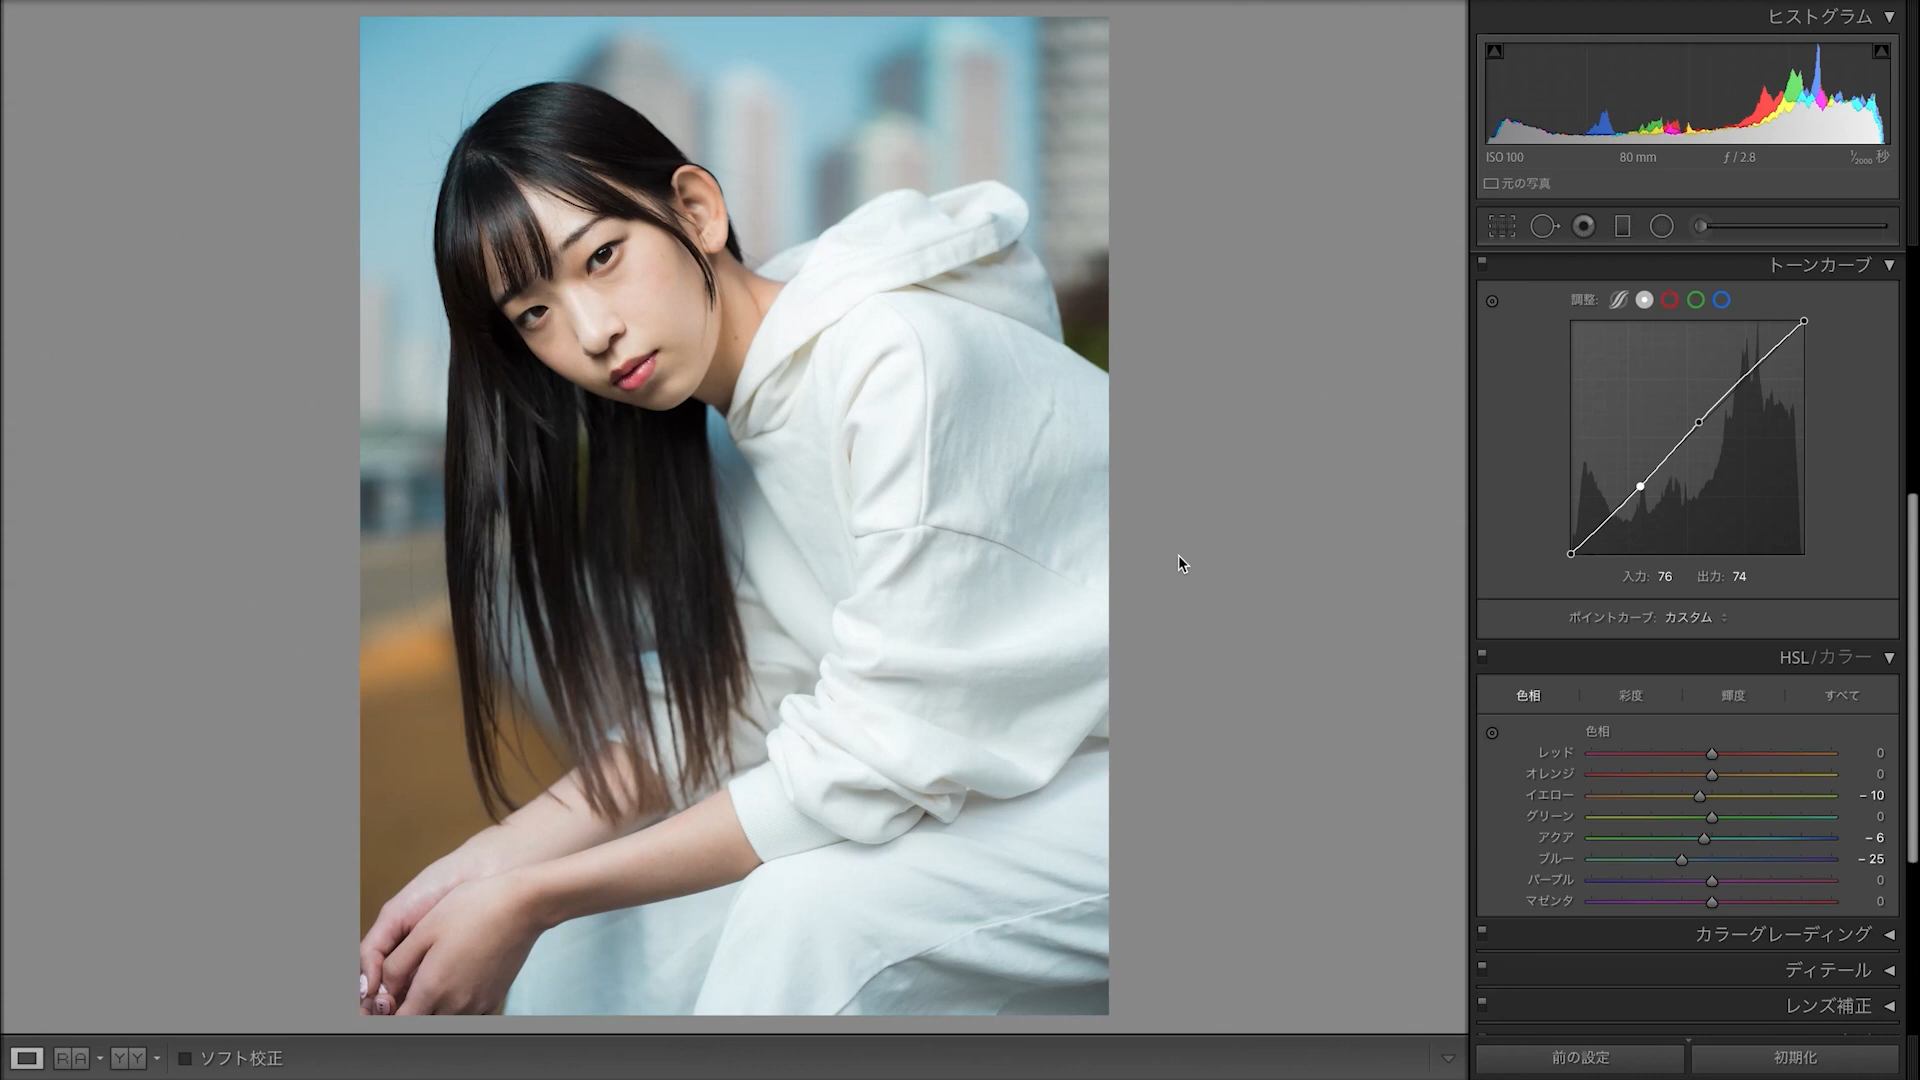 ヒストグラム
ISO 100 80 mm ƒ / 2.8 1/2000 秒
元の写真
トーンカーブ
調整:
入力: 76 出力: 74
ポイントカーブ: カスタム
HSL / カラー
色相 彩度 輝度 すべて
色相
レッド 0
オレンジ 0
イエロー - 10
グリーン 0
アクア - 6
ブルー - 25
パープル 0
マゼンタ 0
カラーグレーディング
ディテール
レンズ補正
RA YY ソフト校正 前の設定 初期化